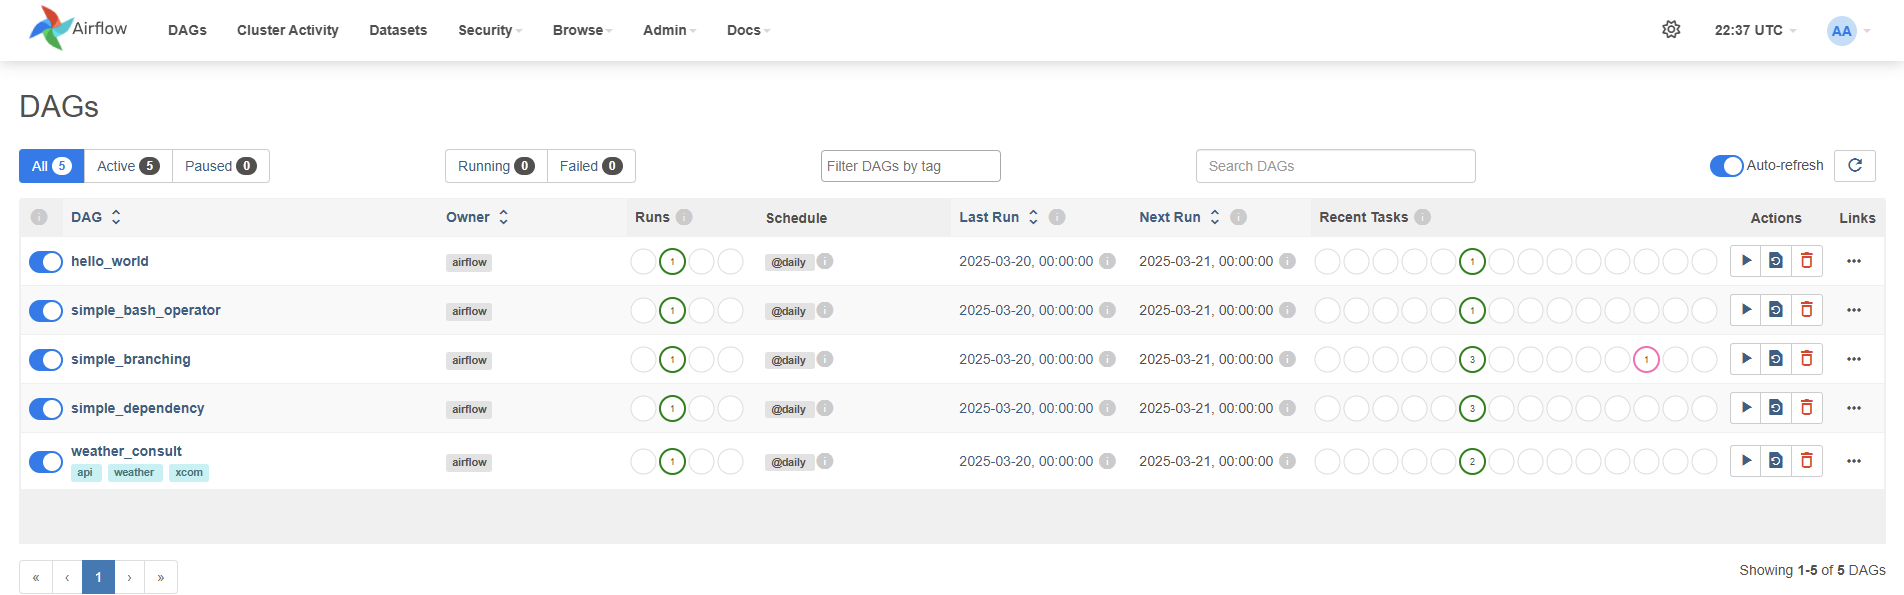 Airflow DAGs Cluster Activity Datasets Security Browse Admin Docs 22:37 UTC AA
DAGs
All 5 Active 5 Paused 0 Running 0 Failed 0 Filter DAGs by tag Search DAGs Auto-refresh
i DAG Owner Runs i Schedule Last Run i Next Run i Recent Tasks i Actions Links
hello_world airflow 1 @daily i 2025-03-20, 00:00:00 i 2025-03-21, 00:00:00 i 1
simple_bash_operator airflow 1 @daily i 2025-03-20, 00:00:00 i 2025-03-21, 00:00:00 i 1
simple_branching airflow 1 @daily i 2025-03-20, 00:00:00 i 2025-03-21, 00:00:00 i 3 1
simple_dependency airflow 1 @daily i 2025-03-20, 00:00:00 i 2025-03-21, 00:00:00 i 3
weather_consult airflow 1 @daily i 2025-03-20, 00:00:00 i 2025-03-21, 00:00:00 i 2
api weather xcom
« ‹ 1 › »
Showing 1-5 of 5 DAGs